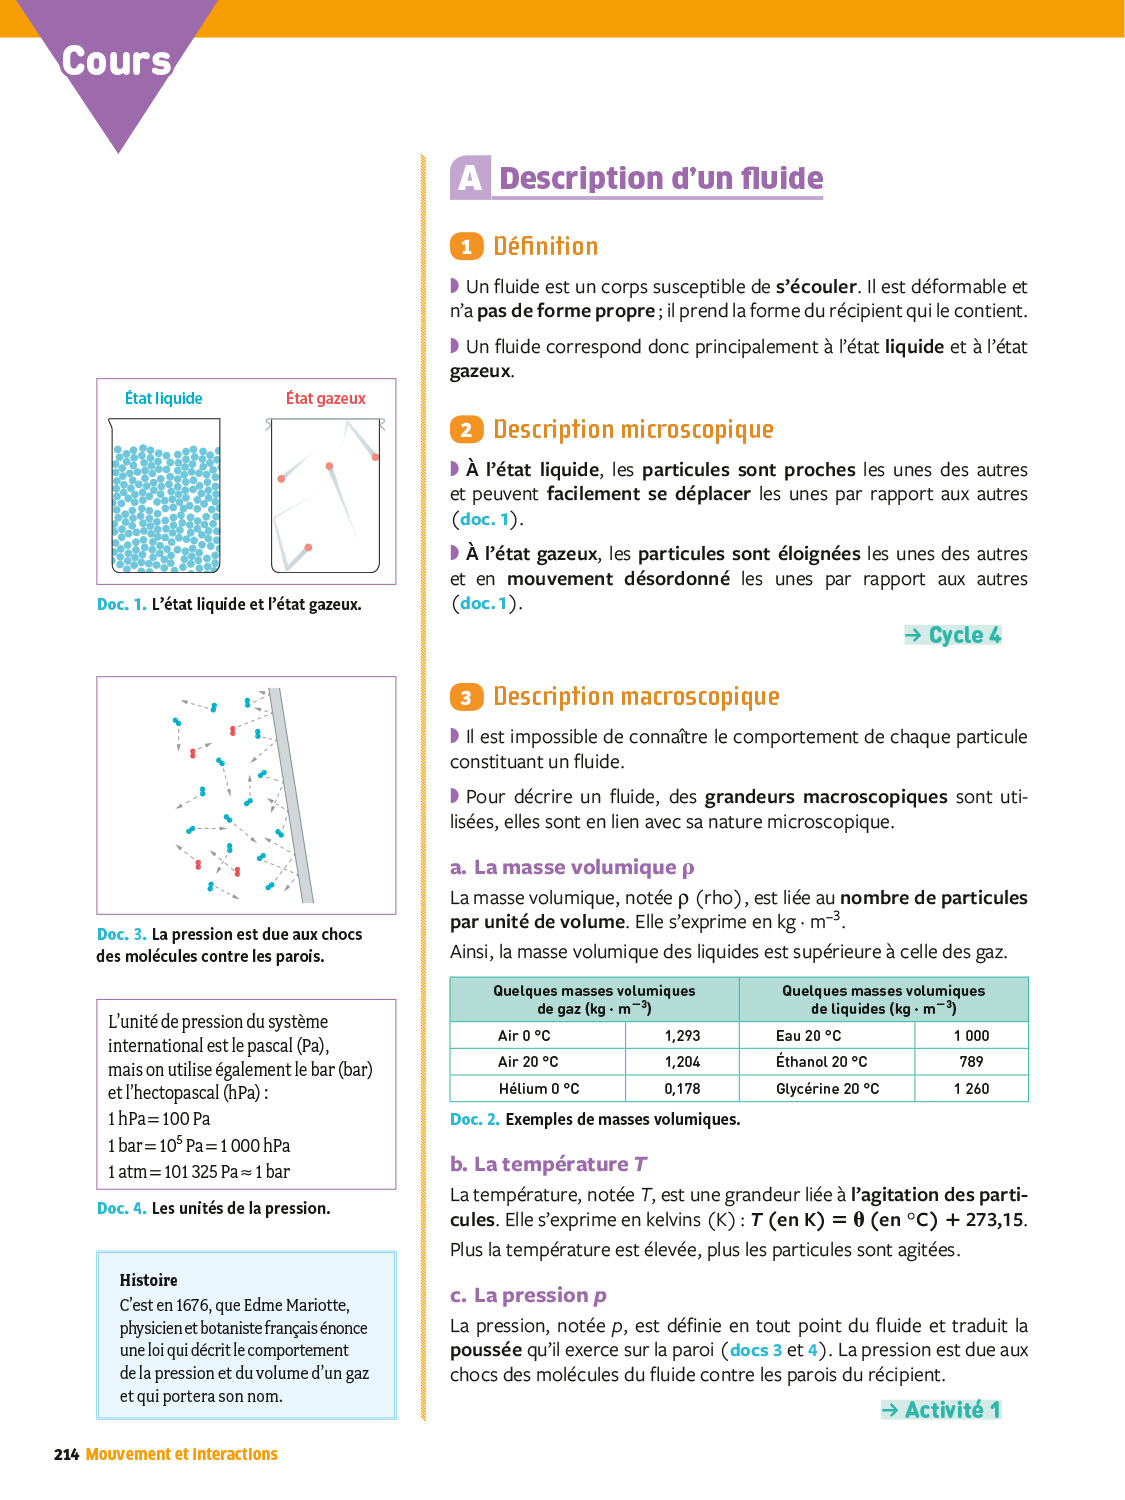 Cours
A Description d'un fluide
1 Définition
◗ Un fluide est un corps susceptible de s'écouler. Il est déformable et
n'a pas de forme propre ; il prend la forme du récipient qui le contient.
◗ Un fluide correspond donc principalement à l'état liquide et à l'état
gazeux.
État liquide
État gazeux
Doc. 1. L'état liquide et l'état gazeux.
2 Description microscopique
◗ À l'état liquide, les particules sont proches les unes des autres
et peuvent facilement se déplacer les unes par rapport aux autres
(doc. 1).
◗ À l'état gazeux, les particules sont éloignées les unes des autres
et en mouvement désordonné les unes par rapport aux autres
(doc. 1).
→ Cycle 4
Doc. 3. La pression est due aux chocs
des molécules contre les parois.
3 Description macroscopique
◗ Il est impossible de connaître le comportement de chaque particule
constituant un fluide.
◗ Pour décrire un fluide, des grandeurs macroscopiques sont uti-
lisées, elles sont en lien avec sa nature microscopique.
a. La masse volumique ρ
La masse volumique, notée ρ (rho), est liée au nombre de particules
par unité de volume. Elle s'exprime en kg · m⁻³.
Ainsi, la masse volumique des liquides est supérieure à celle des gaz.
Quelques masses volumiques
de gaz (kg · m⁻³)
Quelques masses volumiques
de liquides (kg · m⁻³)
Air 0 °C 1,293 Eau 20 °C 1 000
Air 20 °C 1,204 Éthanol 20 °C 789
Hélium 0 °C 0,178 Glycérine 20 °C 1 260
Doc. 2. Exemples de masses volumiques.
L'unité de pression du système
international est le pascal (Pa),
mais on utilise également le bar (bar)
et l'hectopascal (hPa) :
1 hPa = 100 Pa
1 bar = 10⁵ Pa = 1 000 hPa
1 atm = 101 325 Pa ≈ 1 bar
Doc. 4. Les unités de la pression.
b. La température T
La température, notée T, est une grandeur liée à l'agitation des parti-
cules. Elle s'exprime en kelvins (K) : T (en K) = θ (en °C) + 273,15.
Plus la température est élevée, plus les particules sont agitées.
c. La pression p
La pression, notée p, est définie en tout point du fluide et traduit la
poussée qu'il exerce sur la paroi (docs 3 et 4). La pression est due aux
chocs des molécules du fluide contre les parois du récipient.
→ Activité 1
Histoire
C'est en 1676, que Edme Mariotte,
physicien et botaniste français énonce
une loi qui décrit le comportement
de la pression et du volume d'un gaz
et qui portera son nom.
214 Mouvement et interactions